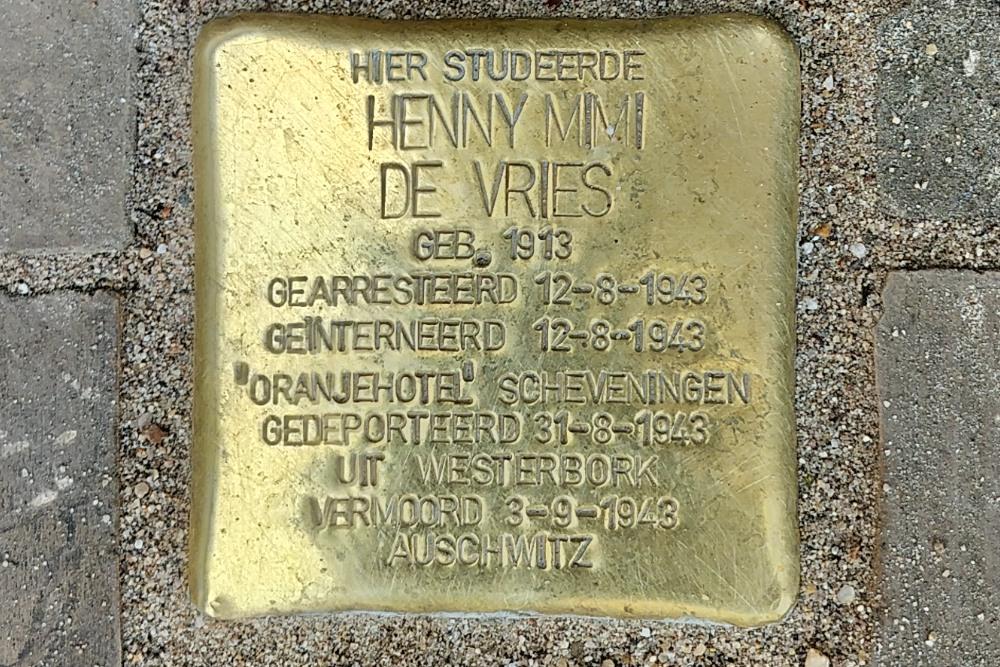 HIER STUDEERDE
HENNY MIMI
DE VRIES
GEB. 1913
GEARRESTEERD 12-8-1943
GEÏNTERNEERD 12-8-1943
"ORANJEHOTEL" SCHEVENINGEN
GEDEPORTEERD 31-8-1943
UIT WESTERBORK
VERMOORD 3-9-1943
AUSCHWITZ